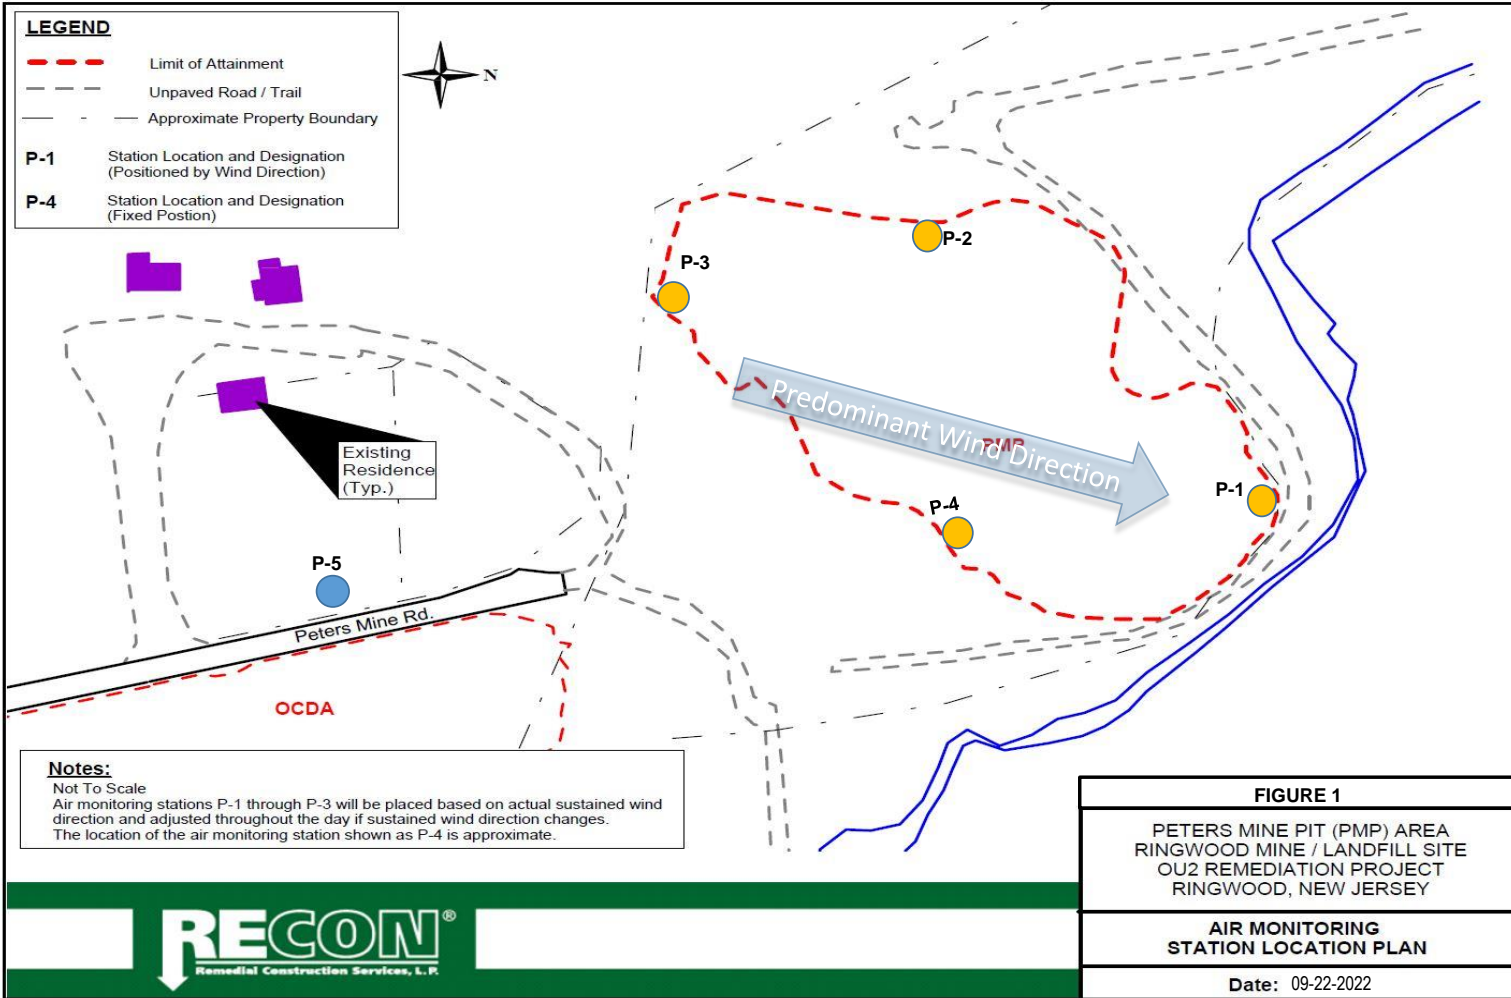 LEGEND
Limit of Attainment
Unpaved Road / Trail
Approximate Property Boundary
P-1 Station Location and Designation
(Positioned by Wind Direction)
P-4 Station Location and Designation
(Fixed Postion)
N
P-2
P-3
Predominant Wind Direction
PMP
P-1
P-4
Existing
Residence
(Typ.)
P-5
Peters Mine Rd.
OCDA
Notes:
Not To Scale
Air monitoring stations P-1 through P-3 will be placed based on actual sustained wind
direction and adjusted throughout the day if sustained wind direction changes.
The location of the air monitoring station shown as P-4 is approximate.
RECON®
Remedial Construction Services, L.P.
FIGURE 1
PETERS MINE PIT (PMP) AREA
RINGWOOD MINE / LANDFILL SITE
OU2 REMEDIATION PROJECT
RINGWOOD, NEW JERSEY
AIR MONITORING
STATION LOCATION PLAN
Date: 09-22-2022